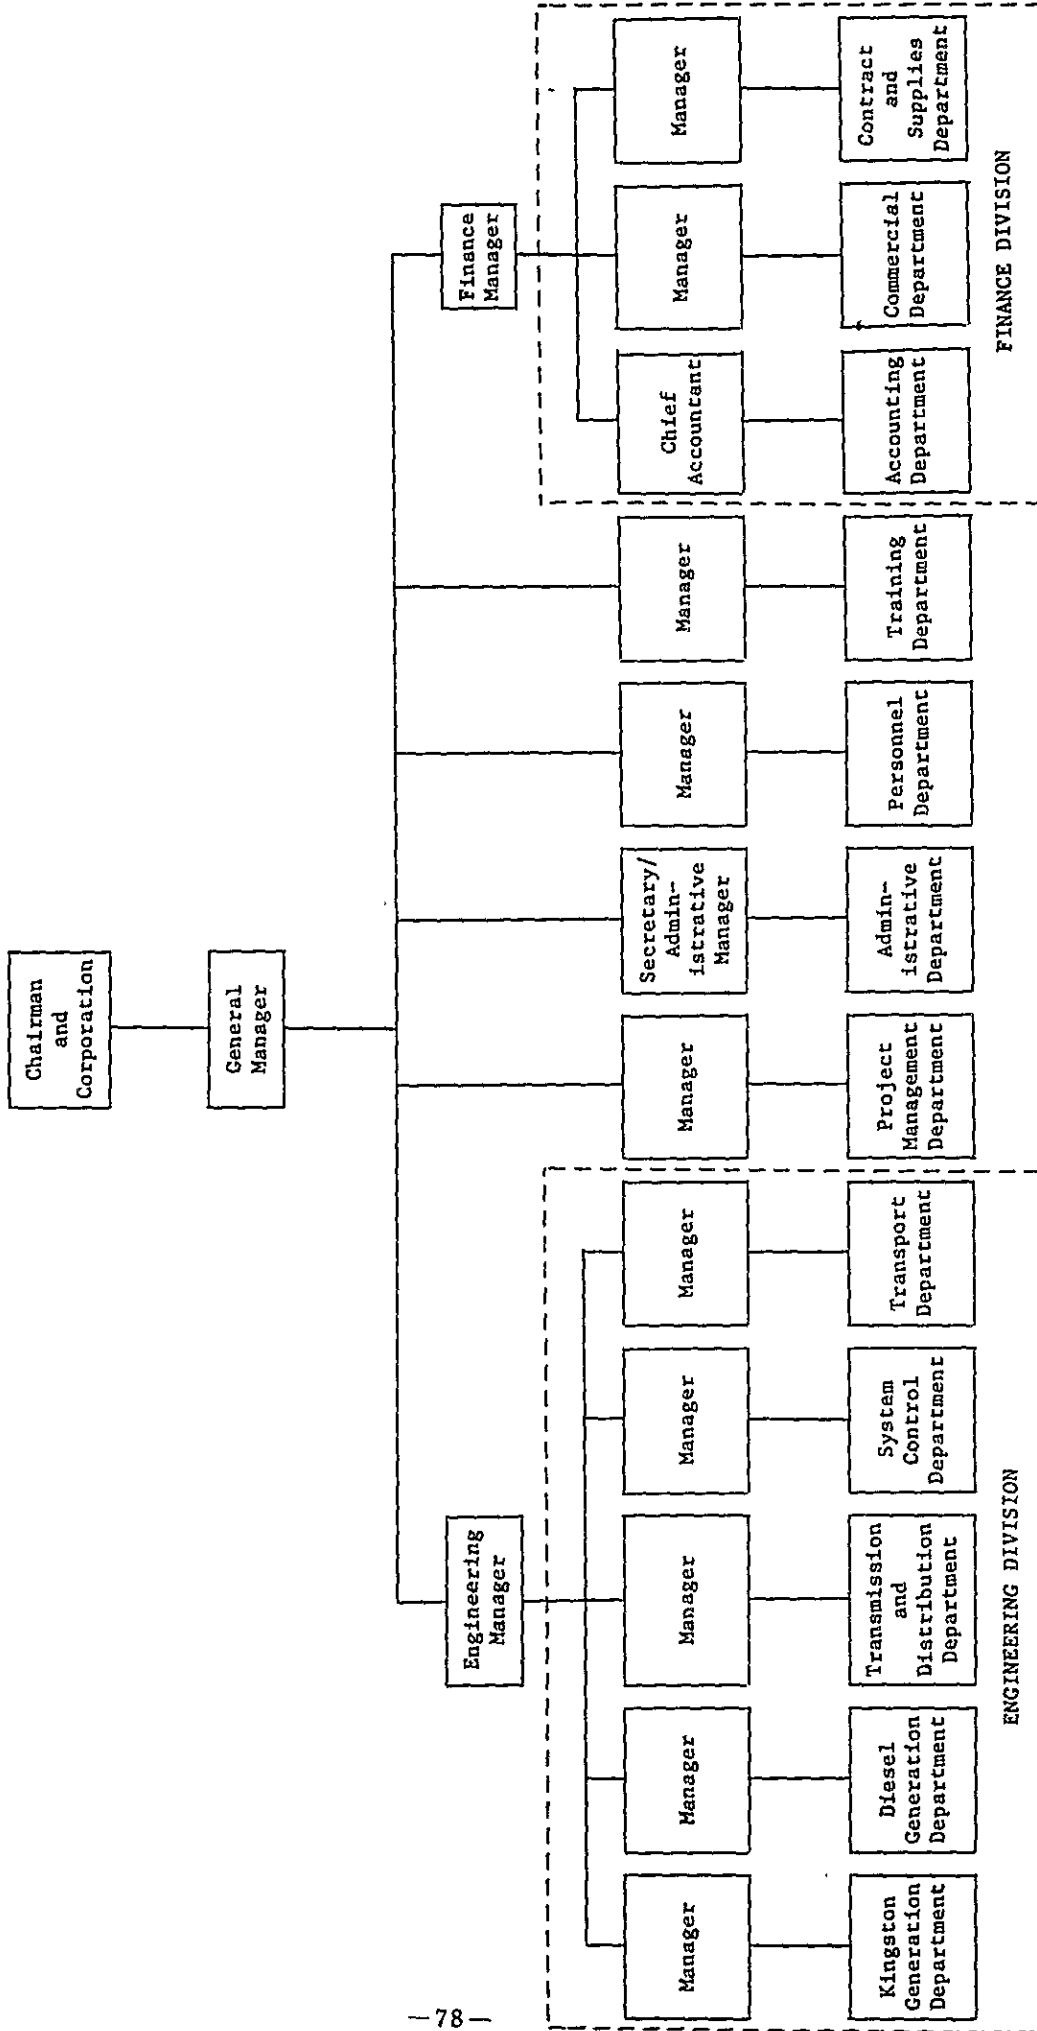 Chairman
and
Corporation
General
Manager
Engineering
Manager
Finance
Manager
Manager
Manager
Manager
Manager
Manager
Manager
Secretary/
Admin-
istrative
Manager
Manager
Manager
Chief
Accountant
Manager
Manager
Kingston
Generation
Department
Diesel
Generation
Department
Transmission
and
Distribution
Department
System
Control
Department
Transport
Department
Project
Management
Department
Admin-
istrative
Department
Personnel
Department
Training
Department
Accounting
Department
Commercial
Department
Contract
and
Supplies
Department
ENGINEERING DIVISION
FINANCE DIVISION
—78—